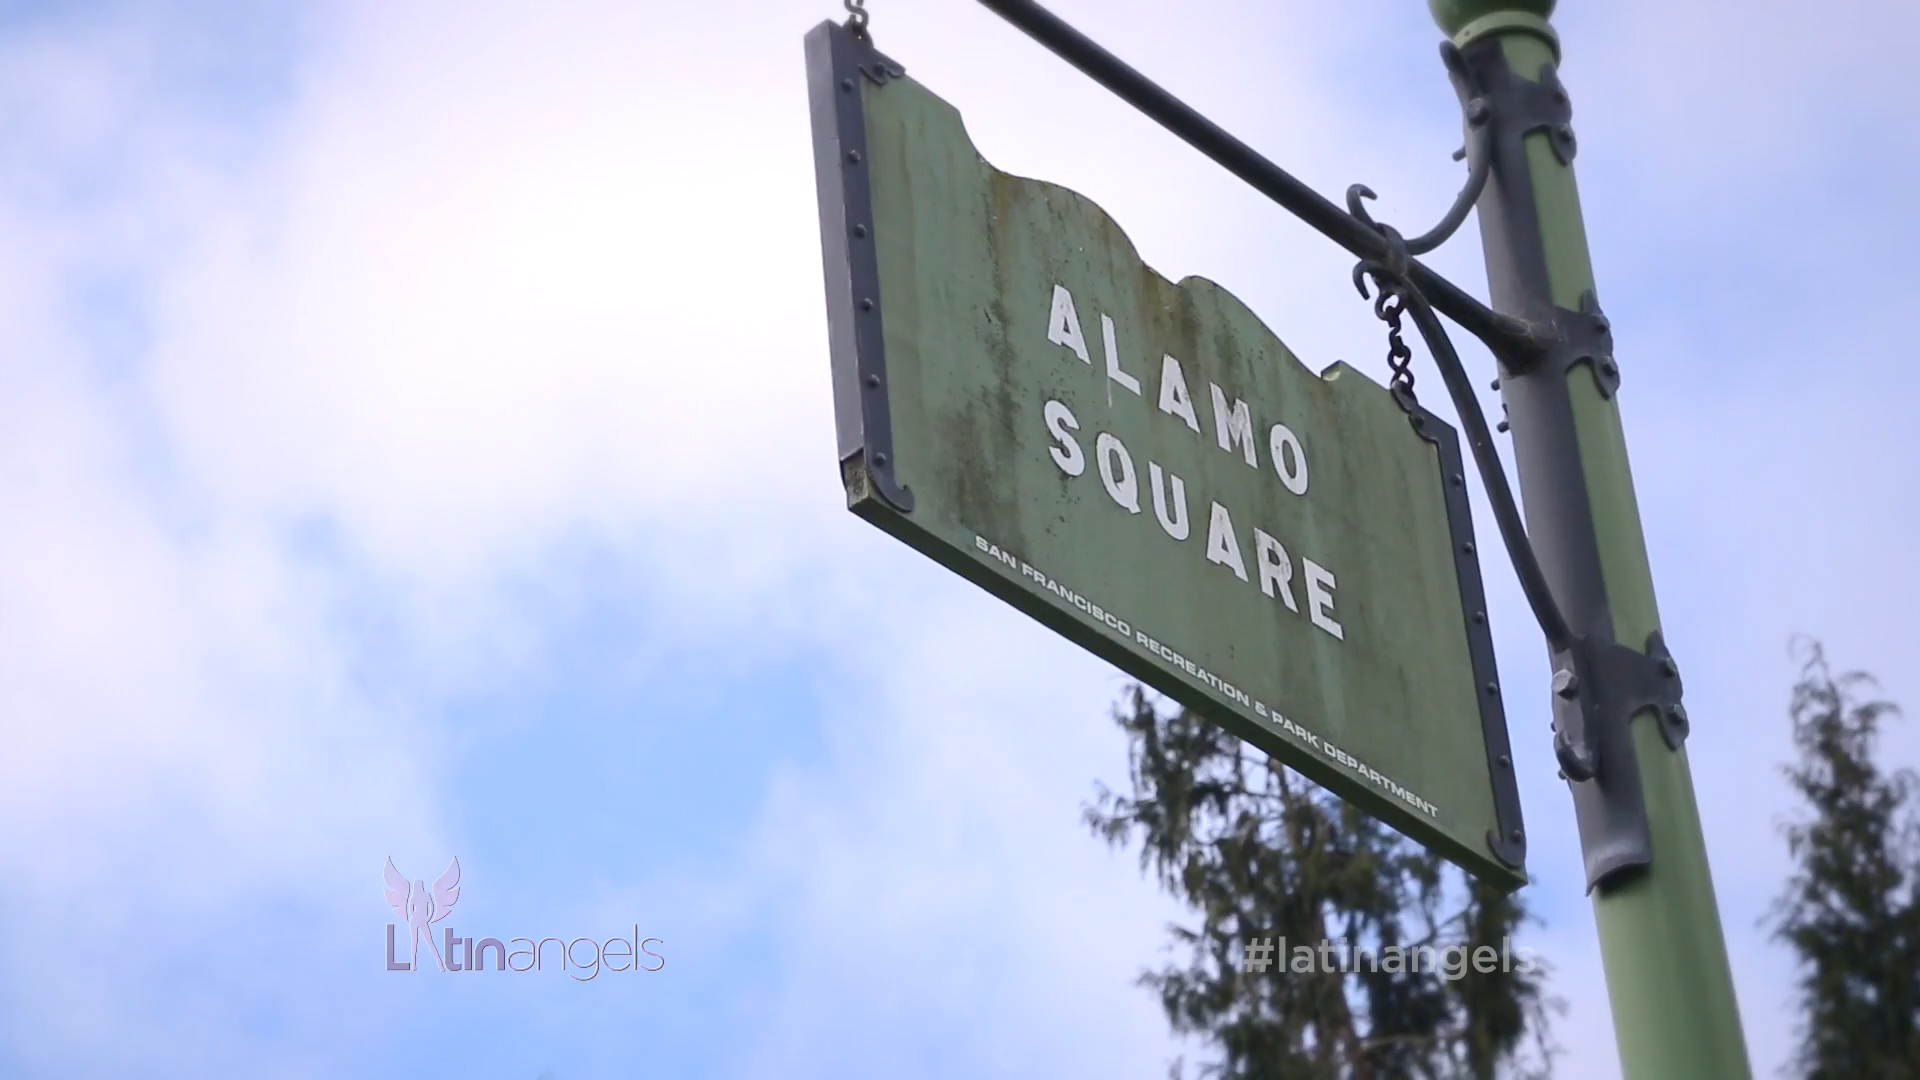 ALAMO
SQUARE
SAN FRANCISCO RECREATION & PARK DEPARTMENT
Latinangels
#latinangels